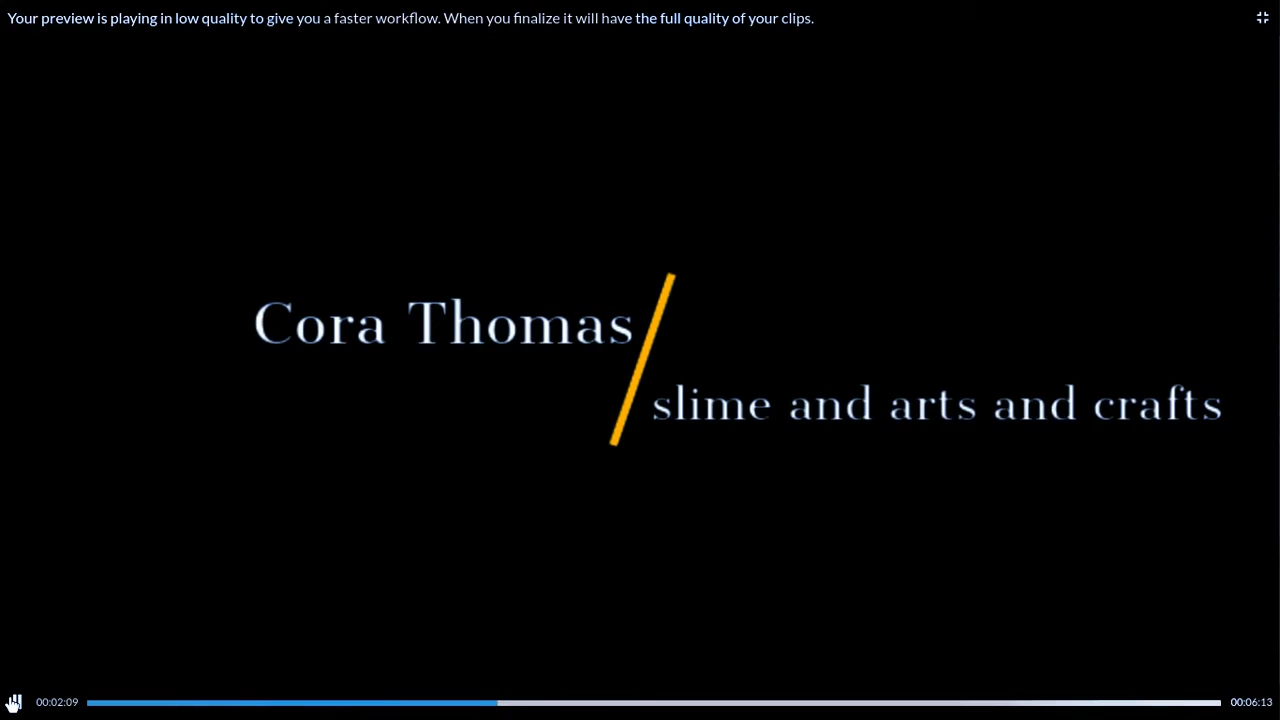 Your preview is playing in low quality to give you a faster workflow. When you finalize it will have the full quality of your clips.
Cora Thomas
slime and arts and crafts
00:02:09
00:06:13